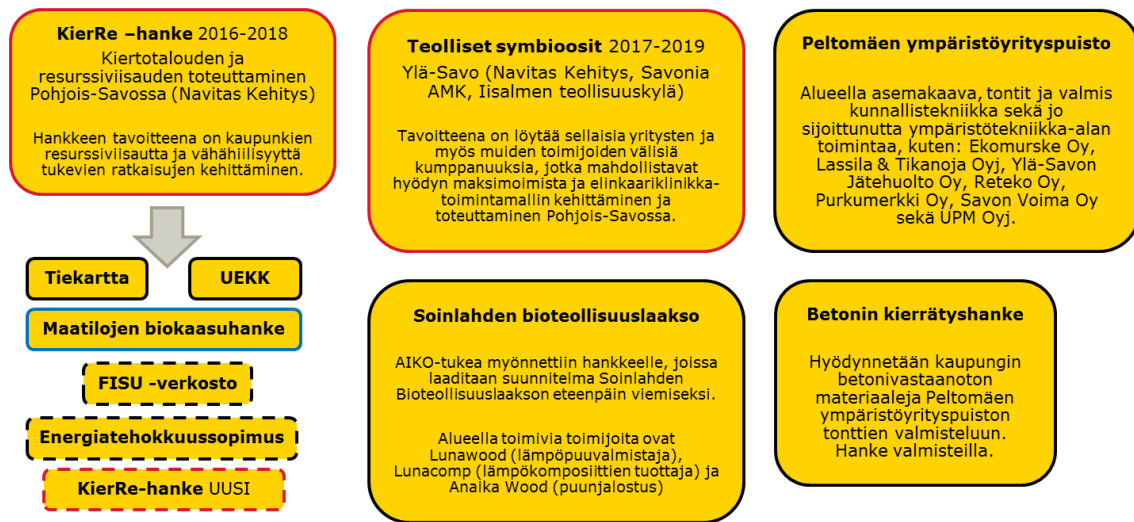 KierRe –hanke 2016-2018
Kiertotalouden ja
resurssiviisauden toteuttaminen
Pohjois-Savossa (Navitas Kehitys)
Hankkeen tavoitteena on kaupunkien
resurssiviisautta ja vähähiilisyyttä
tukevien ratkaisujen kehittäminen.
Tiekartta
UEKK
Maatilojen biokaasuhanke
FISU -verkosto
Energiatehokkuussopimus
KierRe-hanke UUSI
Teolliset symbioosit 2017-2019
Ylä-Savo (Navitas Kehitys, Savonia
AMK, Iisalmen teollisuuskylä)
Tavoitteena on löytää sellaisia yritysten ja
myös muiden toimijoiden välisiä
kumppanuuksia, jotka mahdollistavat
hyödyn maksimoimista ja elinkaariklinikka-
toimintamallin kehittäminen ja
toteuttaminen Pohjois-Savossa.
Soinlahden bioteollisuuslaakso
AIKO-tukea myönnettiin hankkeelle, joissa
laaditaan suunnitelma Soinlahden
Bioteollisuuslaakson eteenpäin viemiseksi.
Alueella toimivia toimijoita ovat
Lunawood (lämpöpuuvalmistaja),
Lunacomp (lämpökomposiittien tuottaja) ja
Anaika Wood (puunjalostus)
Peltomäen ympäristöyrityspuisto
Alueella asemakaava, tontit ja valmis
kunnallistekniikka sekä jo
sijoittunutta ympäristötekniikka-alan
toimintaa, kuten: Ekomurske Oy,
Lassila & Tikanoja Oyj, Ylä-Savon
Jätehuolto Oy, Reteko Oy,
Purkumerkki Oy, Savon Voima Oy
sekä UPM Oyj.
Betonin kierrätyshanke
Hyödynnetään kaupungin
betonivastaanoton
materiaaleja Peltomäen
ympäristöyrityspuiston
tonttien valmisteluun.
Hanke valmisteilla.